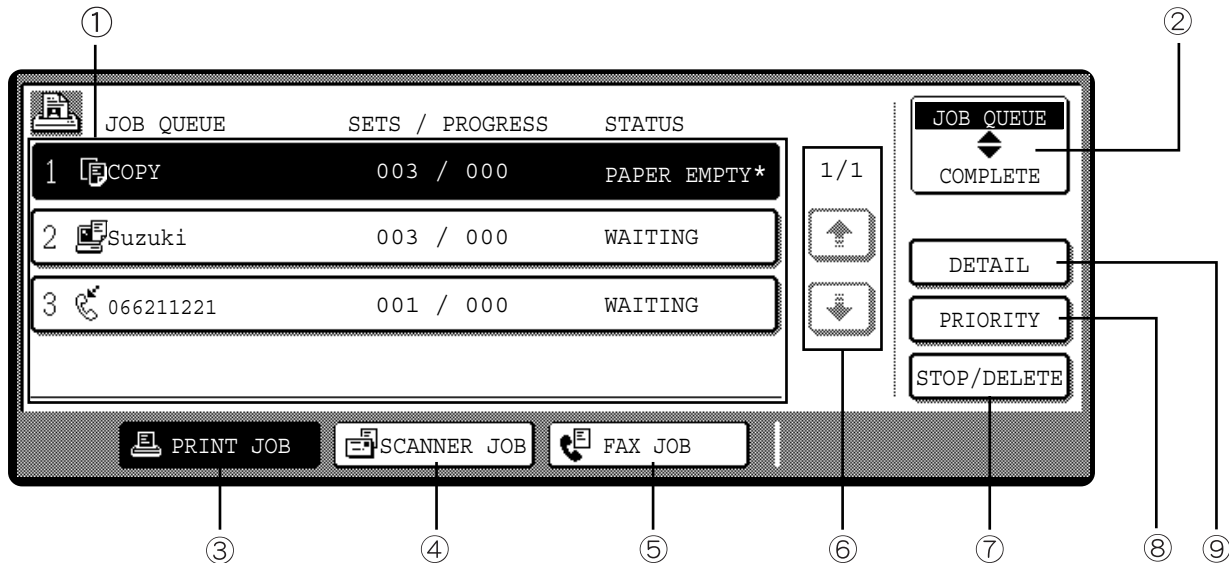 ① ②
JOB QUEUE SETS / PROGRESS STATUS
1 COPY 003 / 000 PAPER EMPTY*
2 Suzuki 003 / 000 WAITING
3 066211221 001 / 000 WAITING
1/1
JOB QUEUE
COMPLETE
DETAIL
PRIORITY
STOP/DELETE
PRINT JOB SCANNER JOB FAX JOB
③ ④ ⑤ ⑥ ⑦ ⑧ ⑨